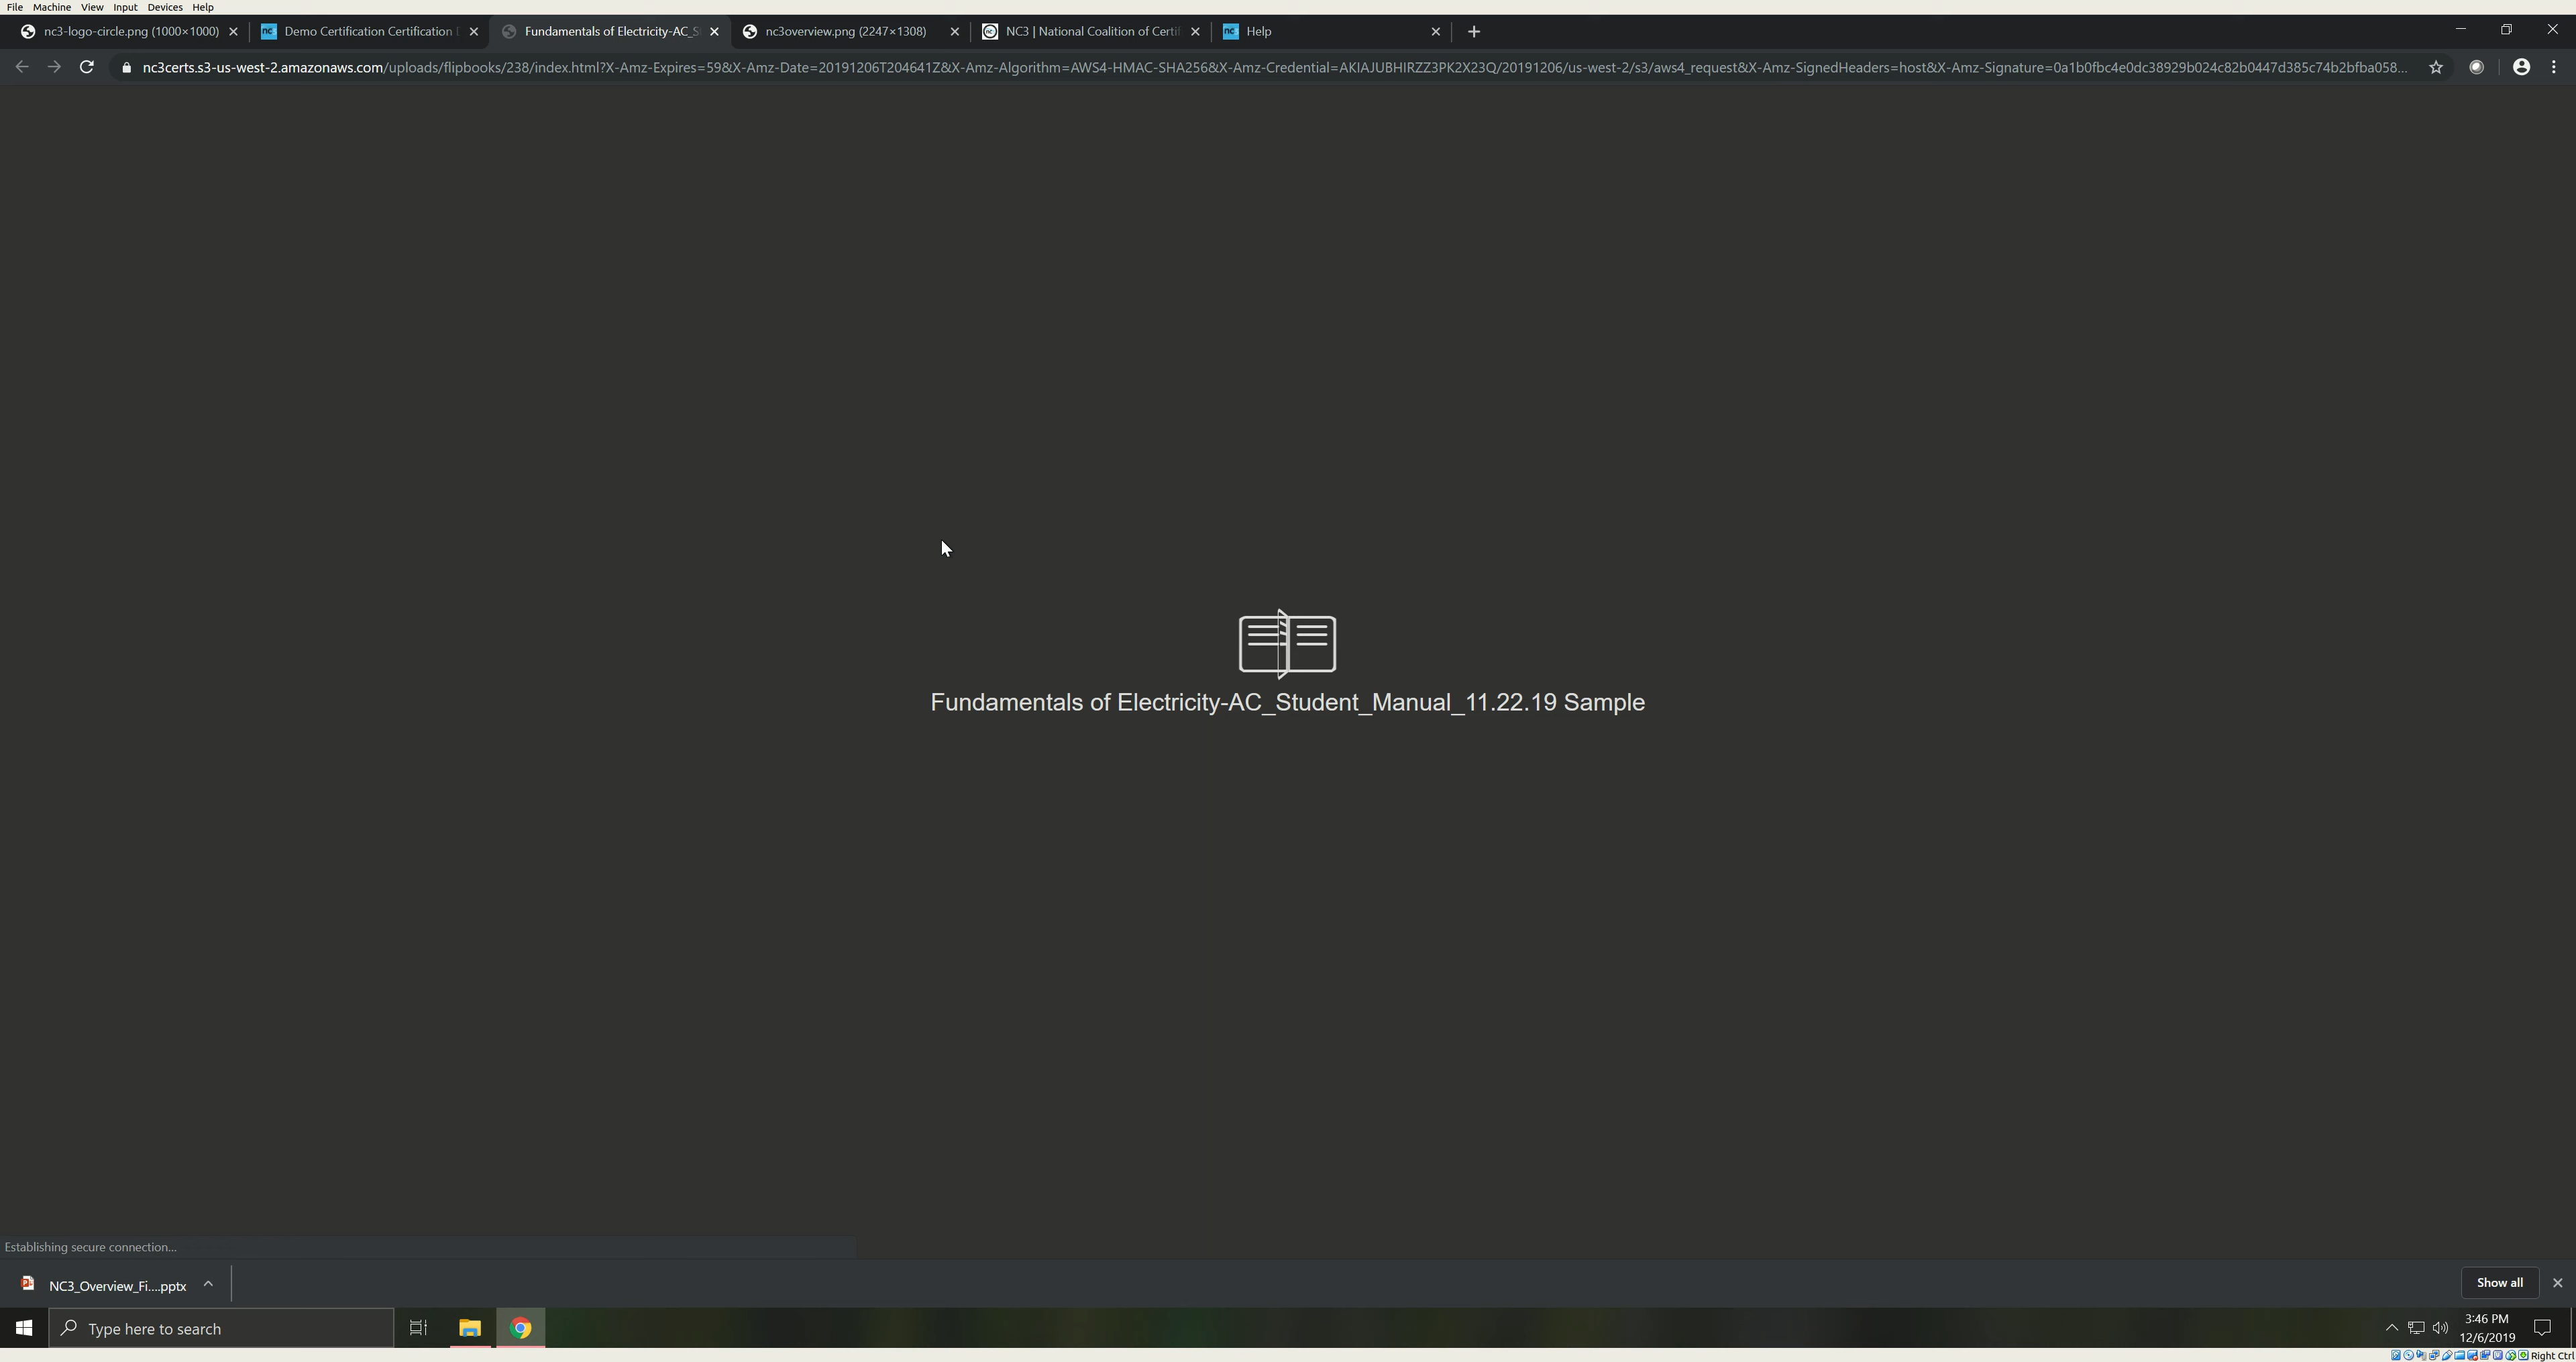 File Machine View Input Devices Help
nc3-logo-circle.png (1000×1000)
Demo Certification Certification
Fundamentals of Electricity-AC_S
nc3overview.png (2247×1308)
NC3 | National Coalition of Certif
Help
nc3certs.s3-us-west-2.amazonaws.com/uploads/flipbooks/238/index.html?X-Amz-Expires=59&X-Amz-Date=20191206T204641Z&X-Amz-Algorithm=AWS4-HMAC-SHA256&X-Amz-Credential=AKIAJUBHIRZZ3PK2X23Q/20191206/us-west-2/s3/aws4_request&X-Amz-SignedHeaders=host&X-Amz-Signature=0a1b0fbc4e0dc38929b024c82b0447d385c74b2bfba058...
Fundamentals of Electricity-AC_Student_Manual_11.22.19 Sample
Establishing secure connection...
NC3_Overview_Fi....pptx
Show all
Type here to search
3:46 PM
12/6/2019
Right Ctrl